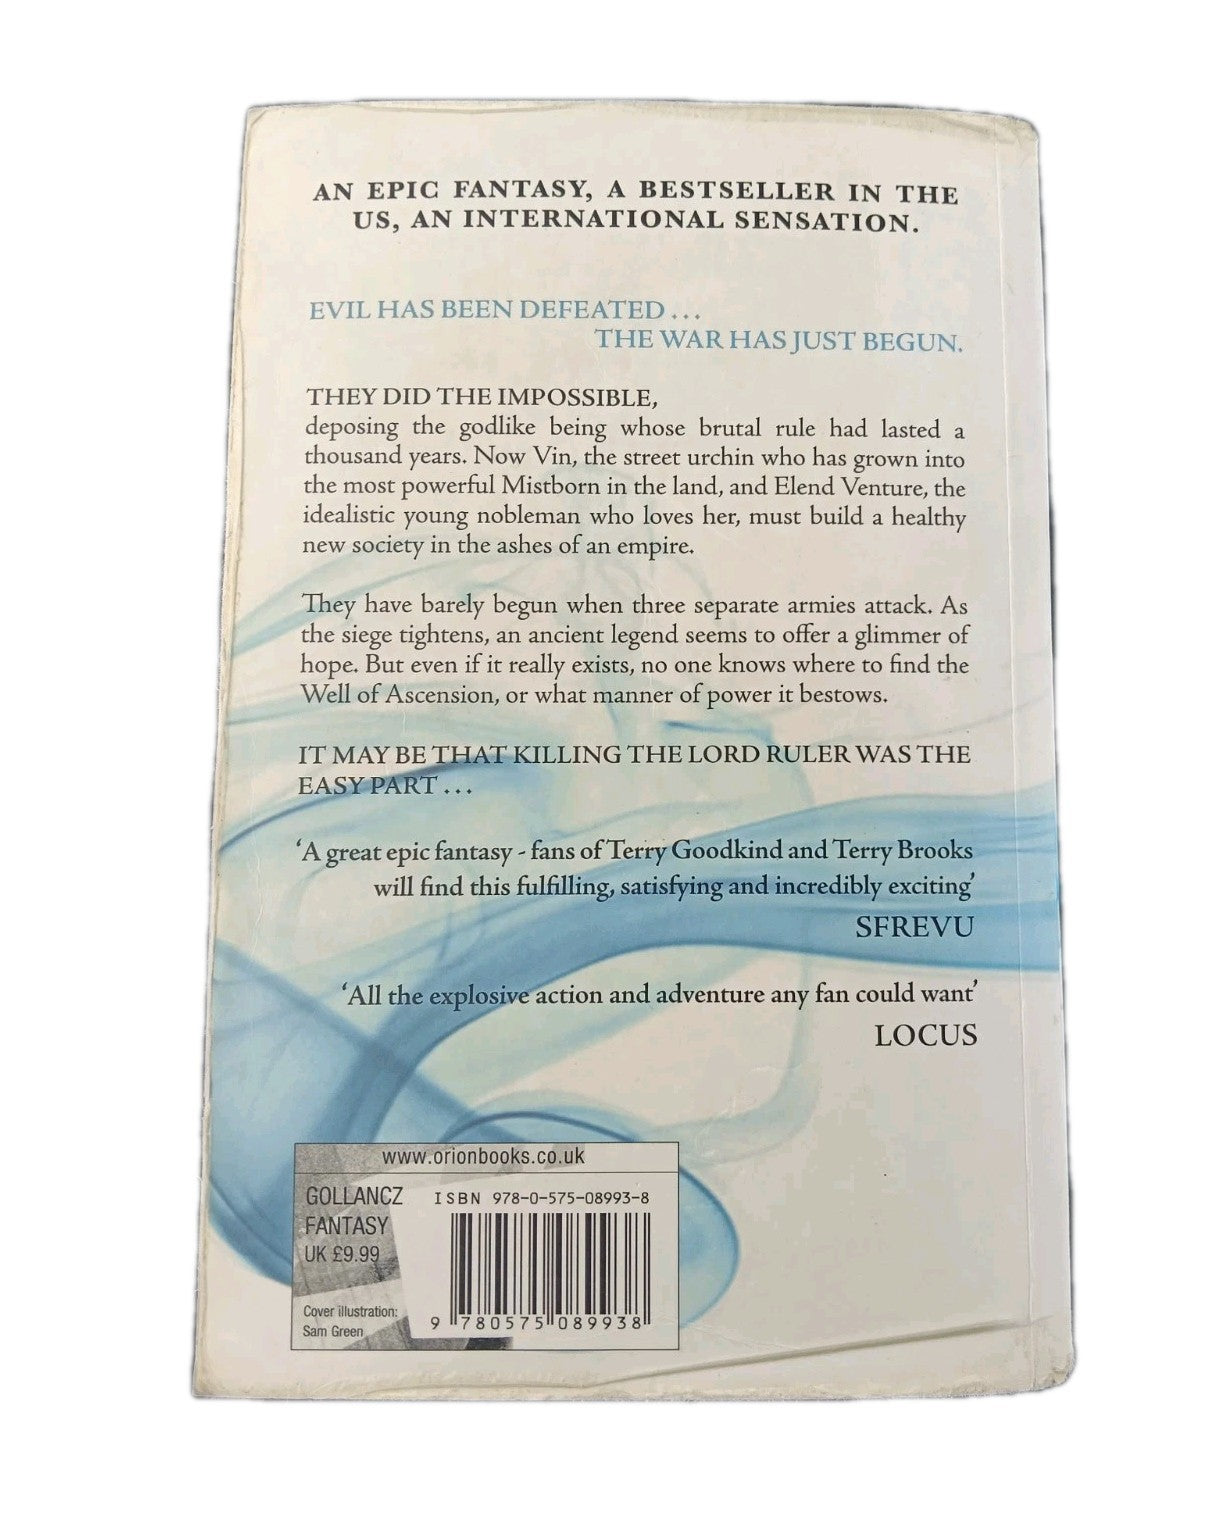 AN EPIC FANTASY, A BESTSELLER IN THE
US, AN INTERNATIONAL SENSATION.
EVIL HAS BEEN DEFEATED . . .
THE WAR HAS JUST BEGUN.
THEY DID THE IMPOSSIBLE,
deposing the godlike being whose brutal rule had lasted a
thousand years. Now Vin, the street urchin who has grown into
the most powerful Mistborn in the land, and Elend Venture, the
idealistic young nobleman who loves her, must build a healthy
new society in the ashes of an empire.
They have barely begun when three separate armies attack. As
the siege tightens, an ancient legend seems to offer a glimmer of
hope. But even if it really exists, no one knows where to find the
Well of Ascension, or what manner of power it bestows.
IT MAY BE THAT KILLING THE LORD RULER WAS THE
EASY PART . . .
‘A great epic fantasy - fans of Terry Goodkind and Terry Brooks
will find this fulfilling, satisfying and incredibly exciting’
SFREVU
‘All the explosive action and adventure any fan could want’
LOCUS
www.orionbooks.co.uk
GOLLANCZ
FANTASY
UK £9.99
Cover illustration:
Sam Green
ISBN 978-0-575-08993-8
9 780575 089938